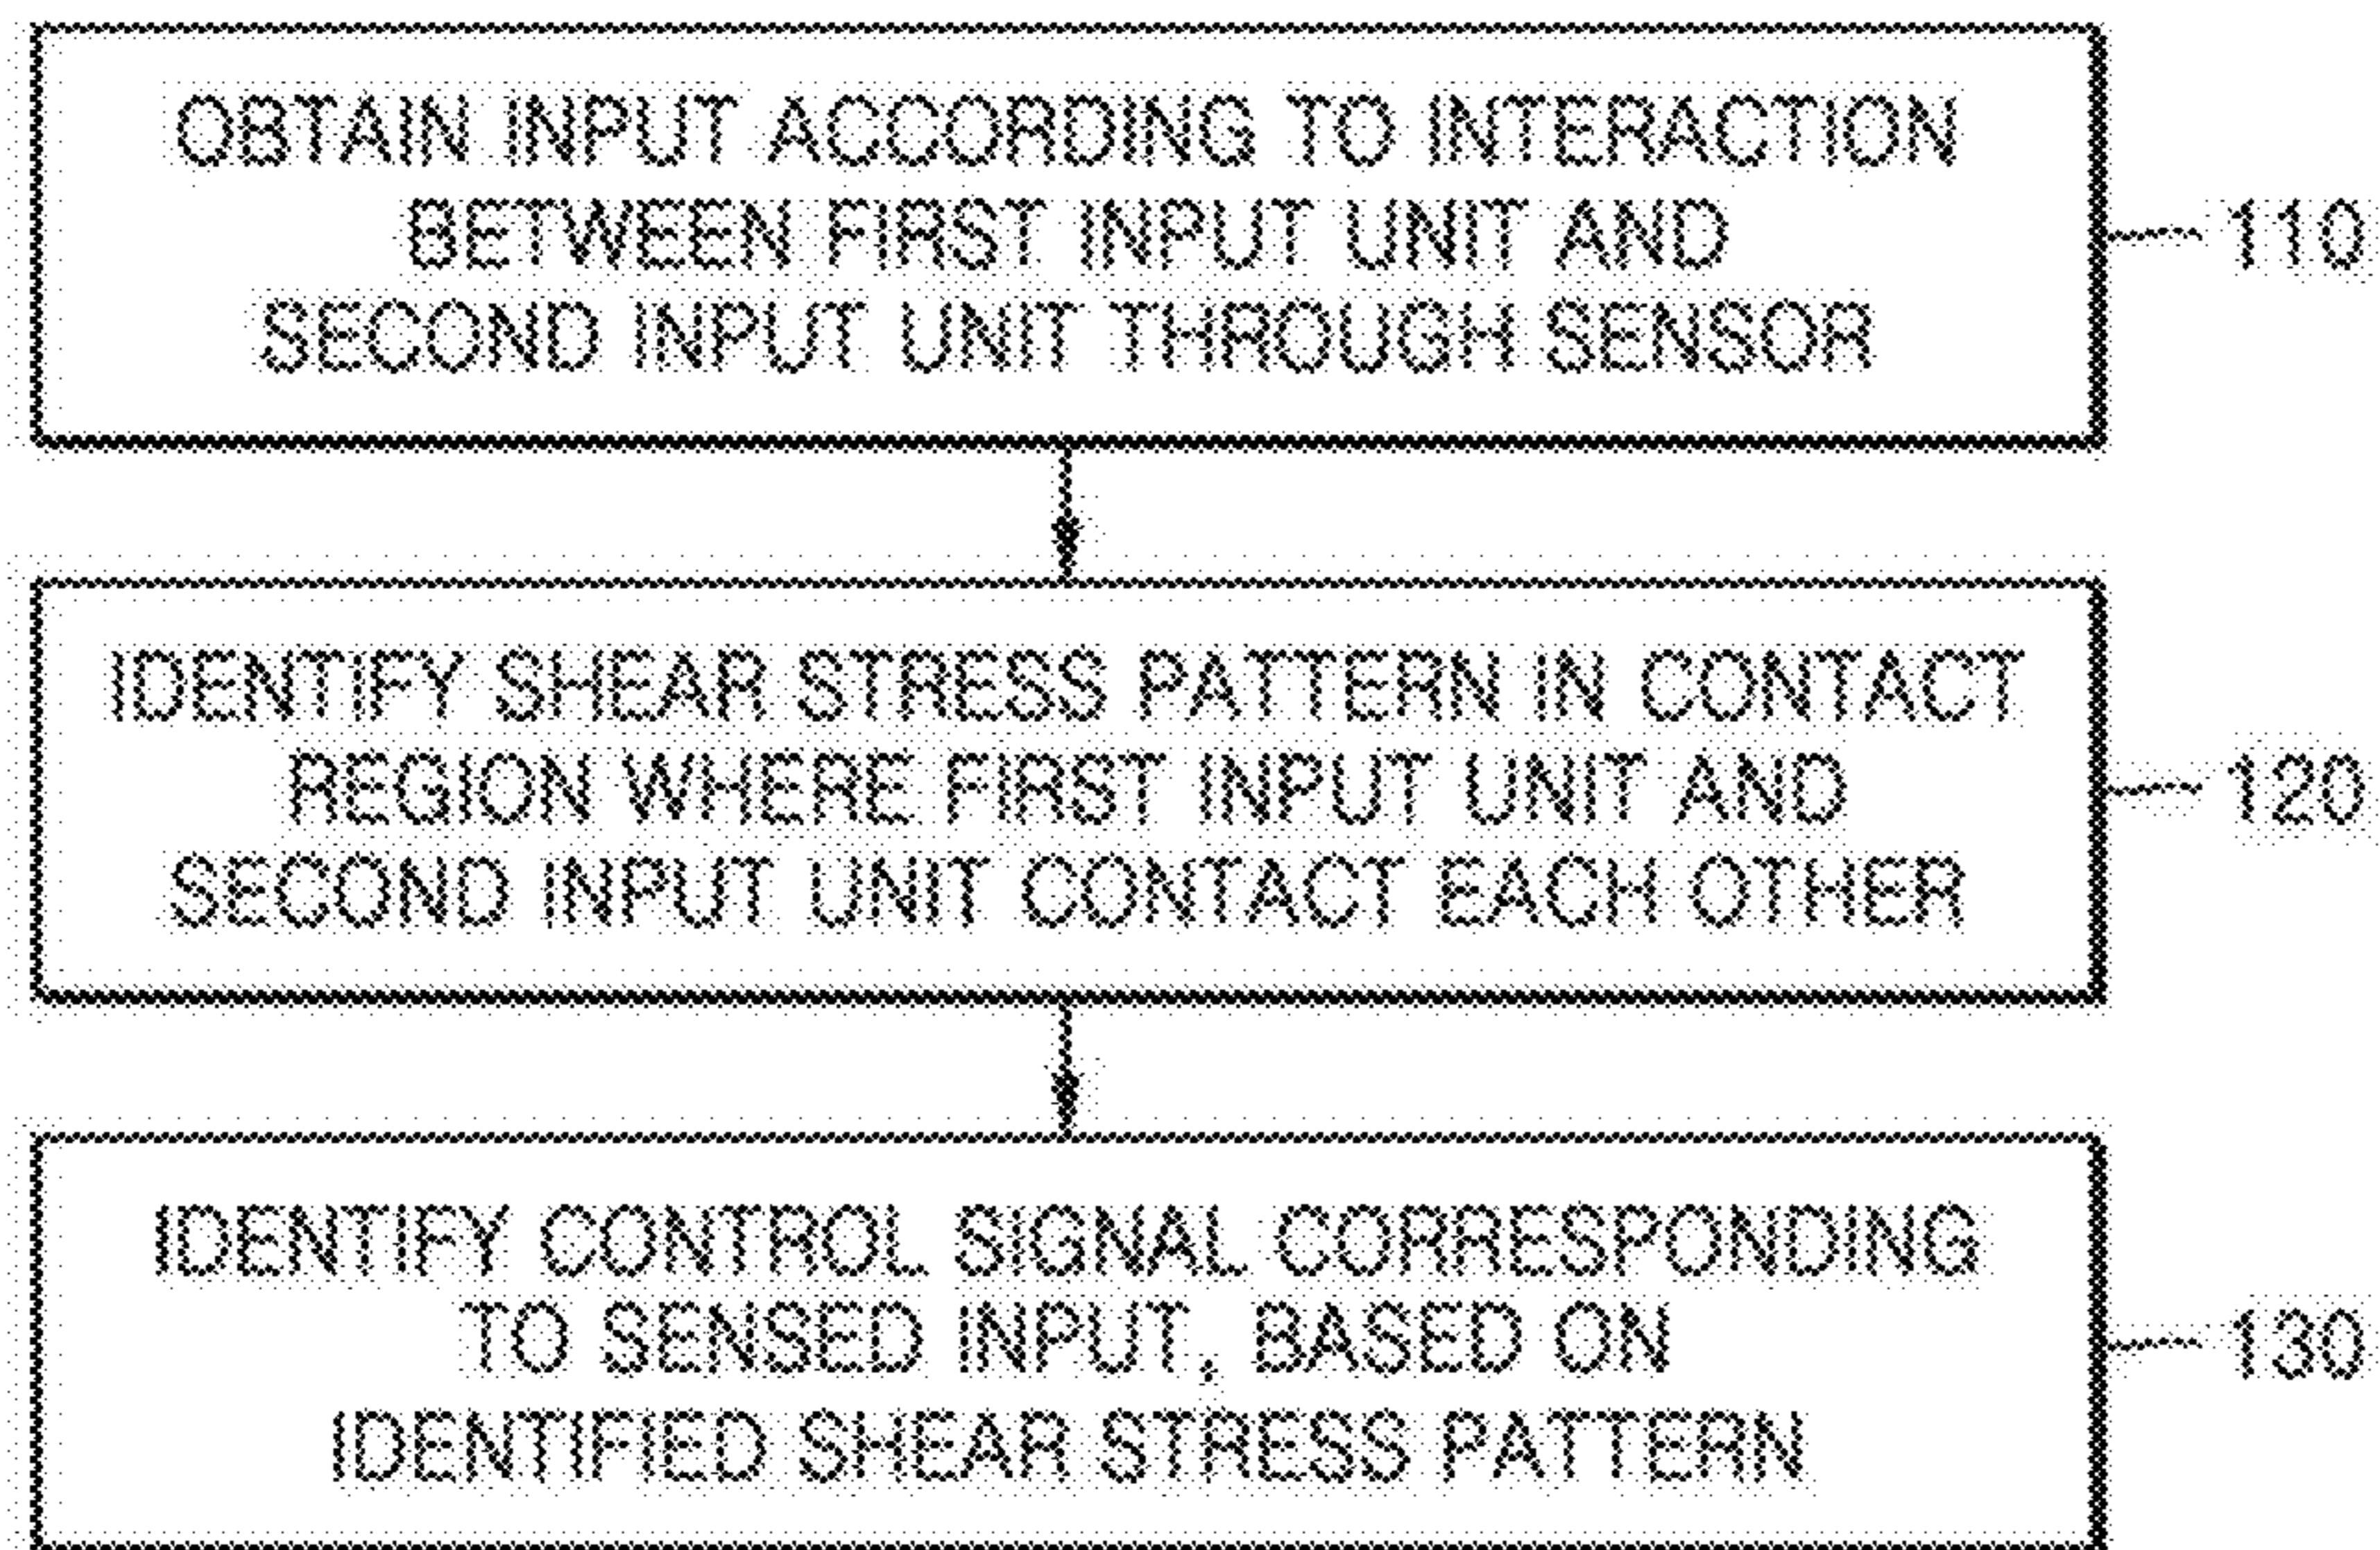 OBTAIN INPUT ACCORDING TO INTERACTION
BETWEEN FIRST INPUT UNIT AND
SECOND INPUT UNIT THROUGH SENSOR
110
IDENTIFY SHEAR STRESS PATTERN IN CONTACT
REGION WHERE FIRST INPUT UNIT AND
SECOND INPUT UNIT CONTACT EACH OTHER
120
IDENTIFY CONTROL SIGNAL CORRESPONDING
TO SENSED INPUT, BASED ON
IDENTIFIED SHEAR STRESS PATTERN
130